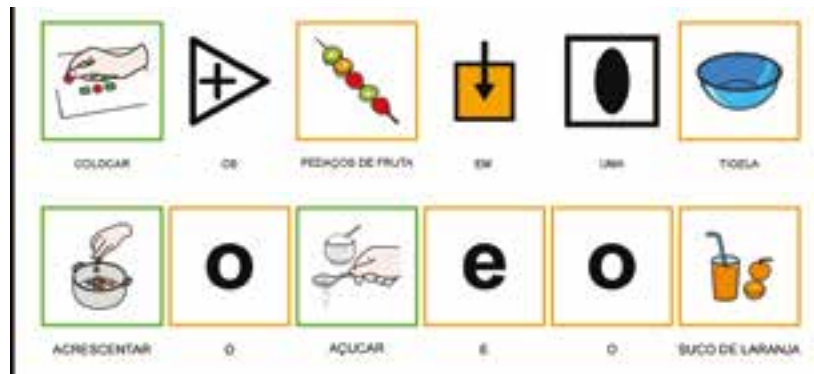 COLOCAR OS PEDAÇOS DE FRUTA EM UMA TIGELA
o e o
ACRESCENTAR O AÇUCAR E O SUCO DE LARANJA